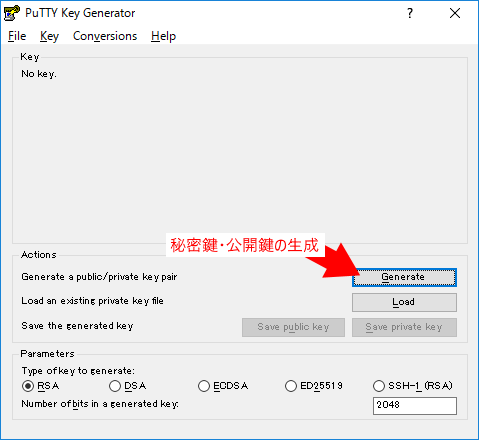 PuTTY Key Generator
File Key Conversions Help
Key
No key.
秘密鍵・公開鍵の生成
Actions
Generate a public/private key pair Generate
Load an existing private key file Load
Save the generated key Save public key Save private key
Parameters
Type of key to generate:
RSA DSA ECDSA ED25519 SSH-1 (RSA)
Number of bits in a generated key: 2048